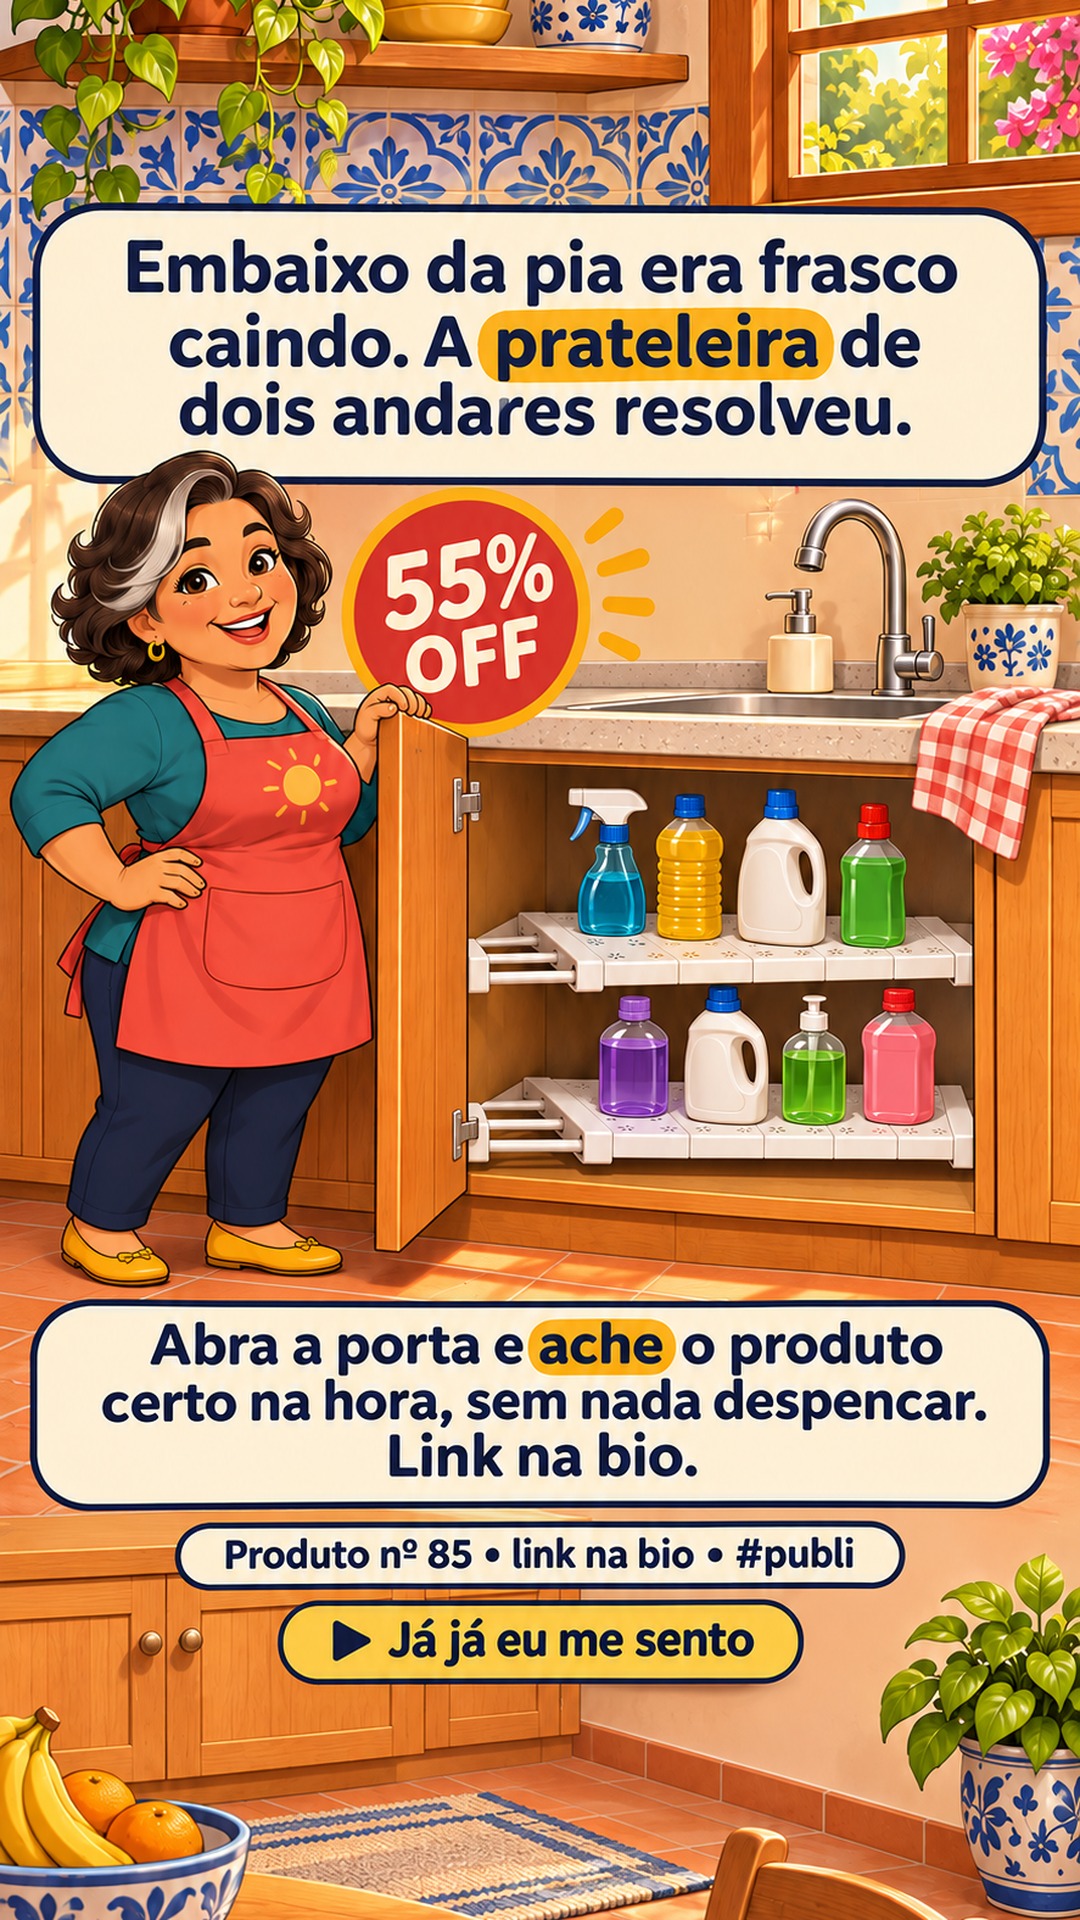 Embaixo da pia era frasco
caindo. A prateleira de
dois andares resolveu.
55%
OFF
Abra a porta e ache o produto
certo na hora, sem nada despencar.
Link na bio.
Produto nº 85 • link na bio • #publi
▶ Já já eu me sento